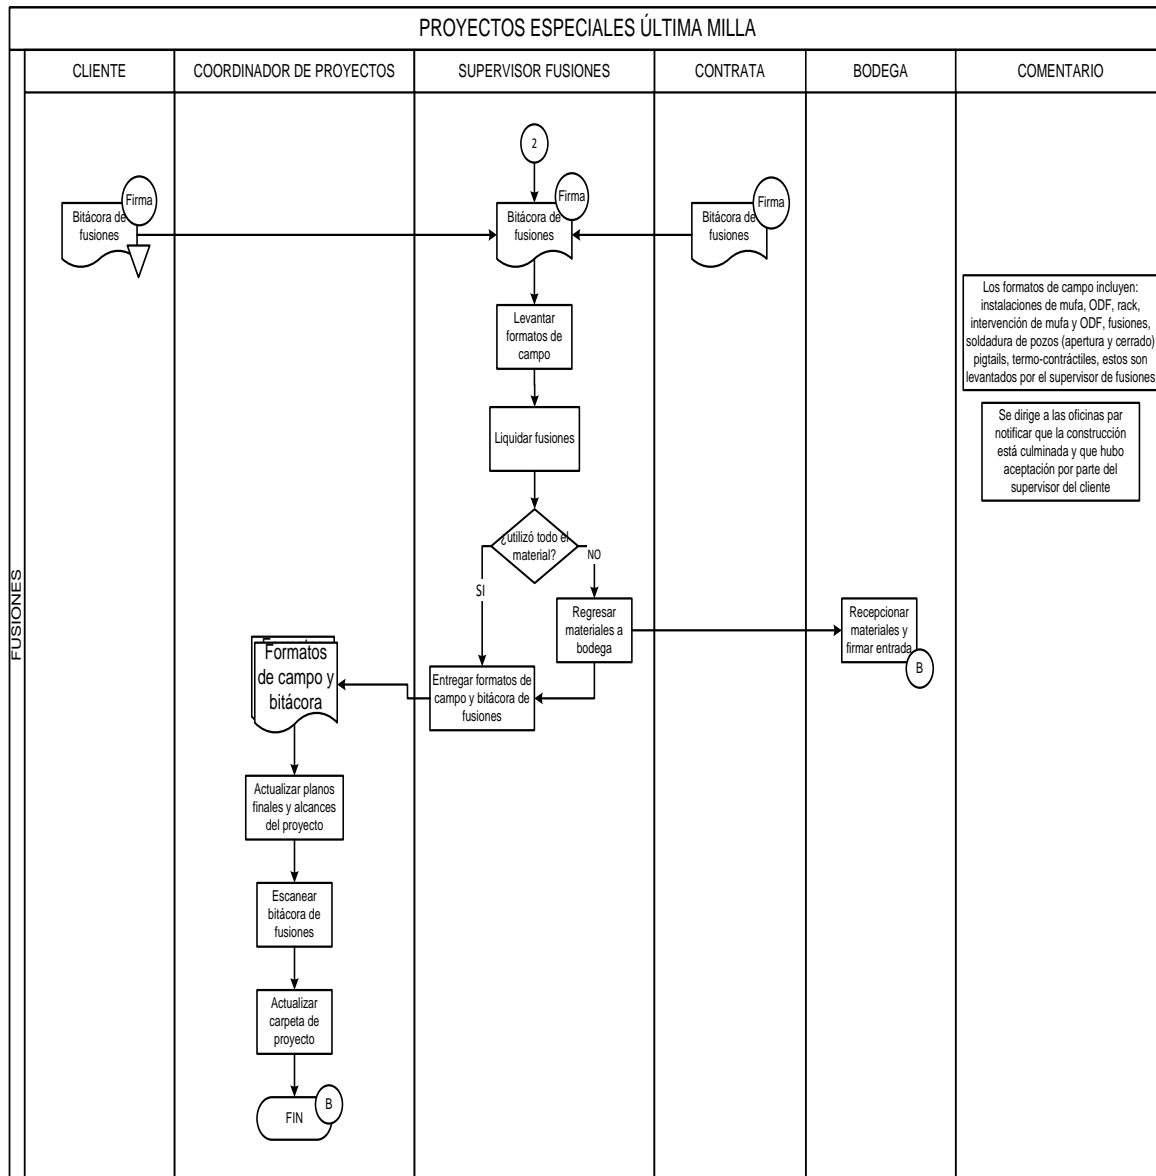 PROYECTOS ESPECIALES ÚLTIMA MILLA
CLIENTE
COORDINADOR DE PROYECTOS
SUPERVISOR FUSIONES
CONTRATA
BODEGA
COMENTARIO
FUSIONES
2
Firma
Bitácora de
fusiones
Firma
Bitácora de
fusiones
Firma
Bitácora de
fusiones
Levantar
formatos de
campo
Los formatos de campo incluyen:
instalaciones de mufa, ODF, rack,
intervención de mufa y ODF, fusiones,
soldadura de pozos (apertura y cerrado)
pigtails, termo-contráctiles, estos son
levantados por el supervisor de fusiones
Liquidar fusiones
Se dirige a las oficinas par
notificar que la construcción
está culminada y que hubo
aceptación por parte del
supervisor del cliente
¿utilizó todo el
material?
NO
SI
Regresar
materiales a
bodega
Recepcionar
materiales y
firmar entrada
B
Entregar formatos de
campo y bitácora de
fusiones
Formatos
de campo y
bitácora
Actualizar planos
finales y alcances
del proyecto
Escanear
bitácora de
fusiones
Actualizar
carpeta de
proyecto
B
FIN